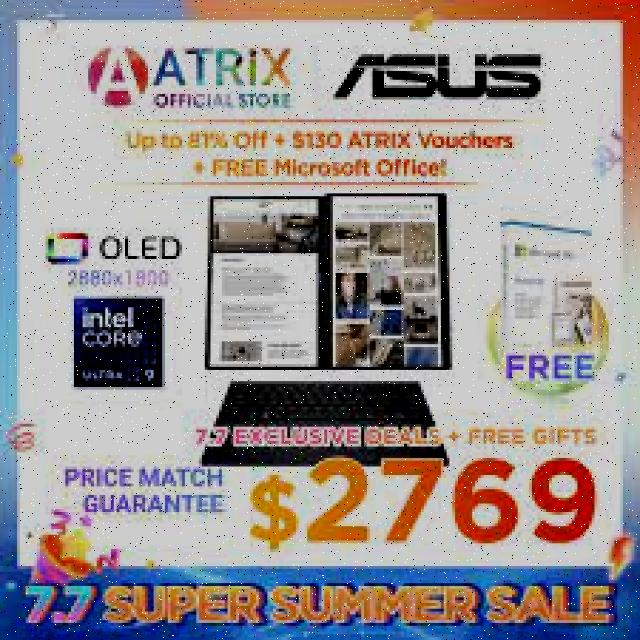 ATRiX
OFFICIAL STORE
ASUS
Up to 81% Off + $130 ATRIX Vouchers
+ FREE Microsoft Office!
OLED
2880x1800
intel
CORE
ULTRA 9
FREE
7.7 EXCLUSIVE DEALS + FREE GIFTS
PRICE MATCH
GUARANTEE
$2769
7.7 SUPER SUMMER SALE